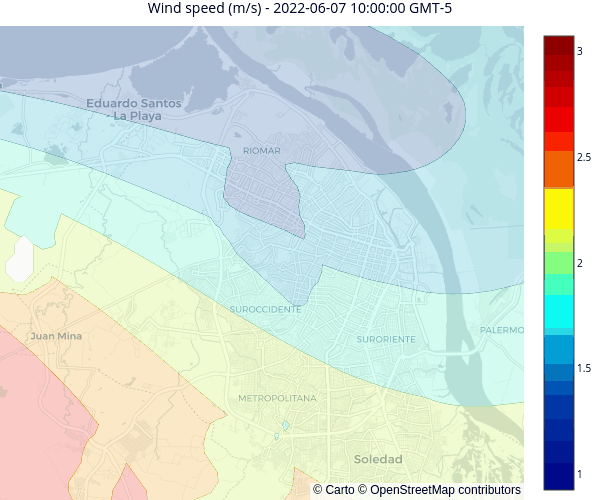 Wind speed (m/s) - 2022-06-07 10:00:00 GMT-5
Eduardo Santos
- La Playa
RIOMAR
SUROCCIDENTE
PALERMO
Juan Mina
SURORIENTE
METROPOLITANA
Soledad
© Carto © OpenStreetMap contributors
3
2.5
2
1.5
1